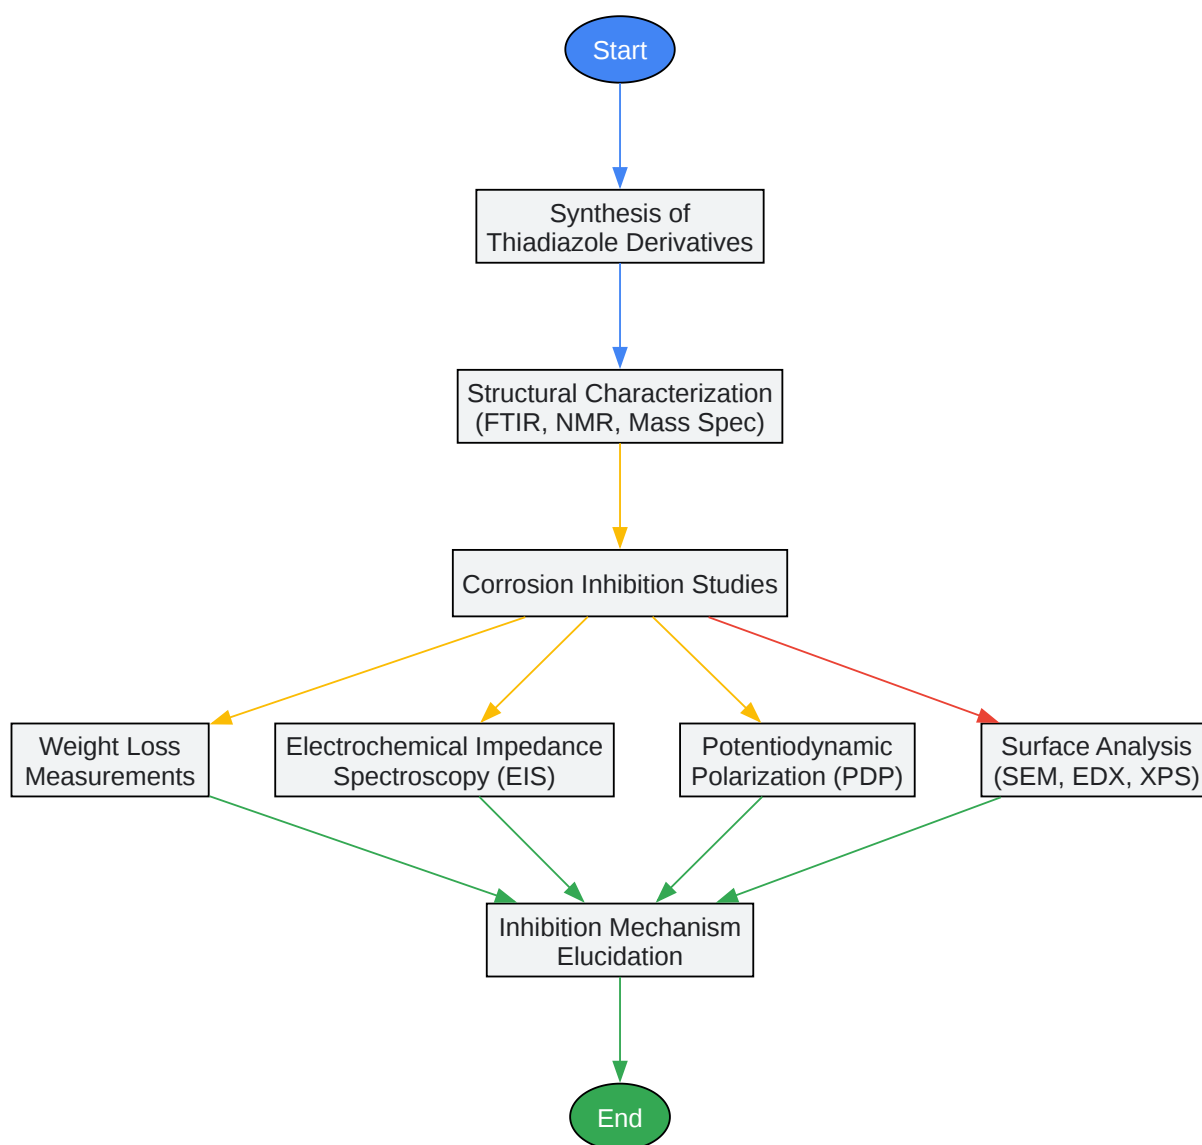 Start
Synthesis of
Thiadiazole Derivatives
Structural Characterization
(FTIR, NMR, Mass Spec)
Corrosion Inhibition Studies
Weight Loss
Measurements
Electrochemical Impedance
Spectroscopy (EIS)
Potentiodynamic
Polarization (PDP)
Surface Analysis
(SEM, EDX, XPS)
Inhibition Mechanism
Elucidation
End